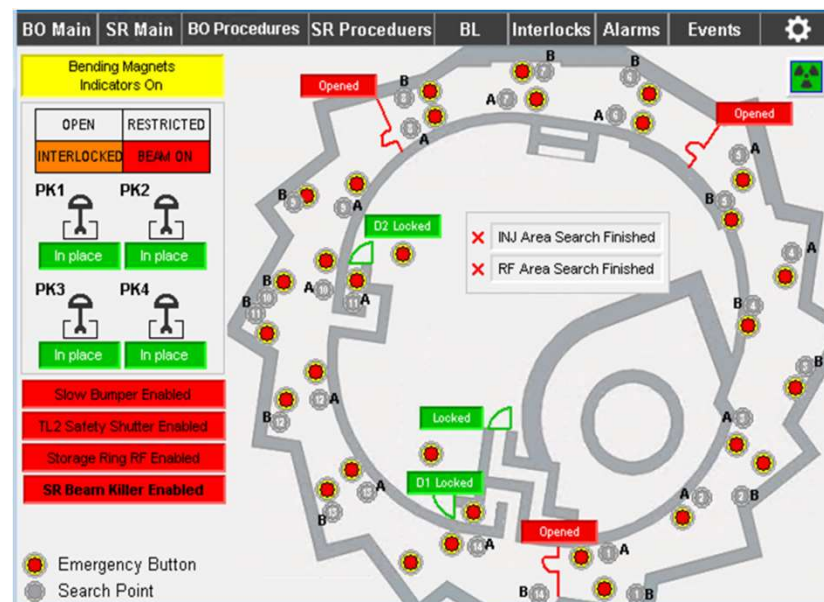 BO Main SR Main BO Procedures SR Proceduers BL Interlocks Alarms Events
Bending Magnets
Indicators On
OPEN RESTRICTED
INTERLOCKED BEAM ON
PK1 PK2
In place In place
PK3 PK4
In place In place
Slow Bumper Enabled
TL2 Safety Shutter Enabled
Storage Ring RF Enabled
SR Beam Killer Enabled
Emergency Button
Search Point
Opened
Opened
D2 Locked
INJ Area Search Finished
RF Area Search Finished
Locked
D1 Locked
Opened
B
A
B
A
B
A
A
B
A
B
A
B
A
B
A
B
A
B
A
B
A
B
A
B
A
B
A
B